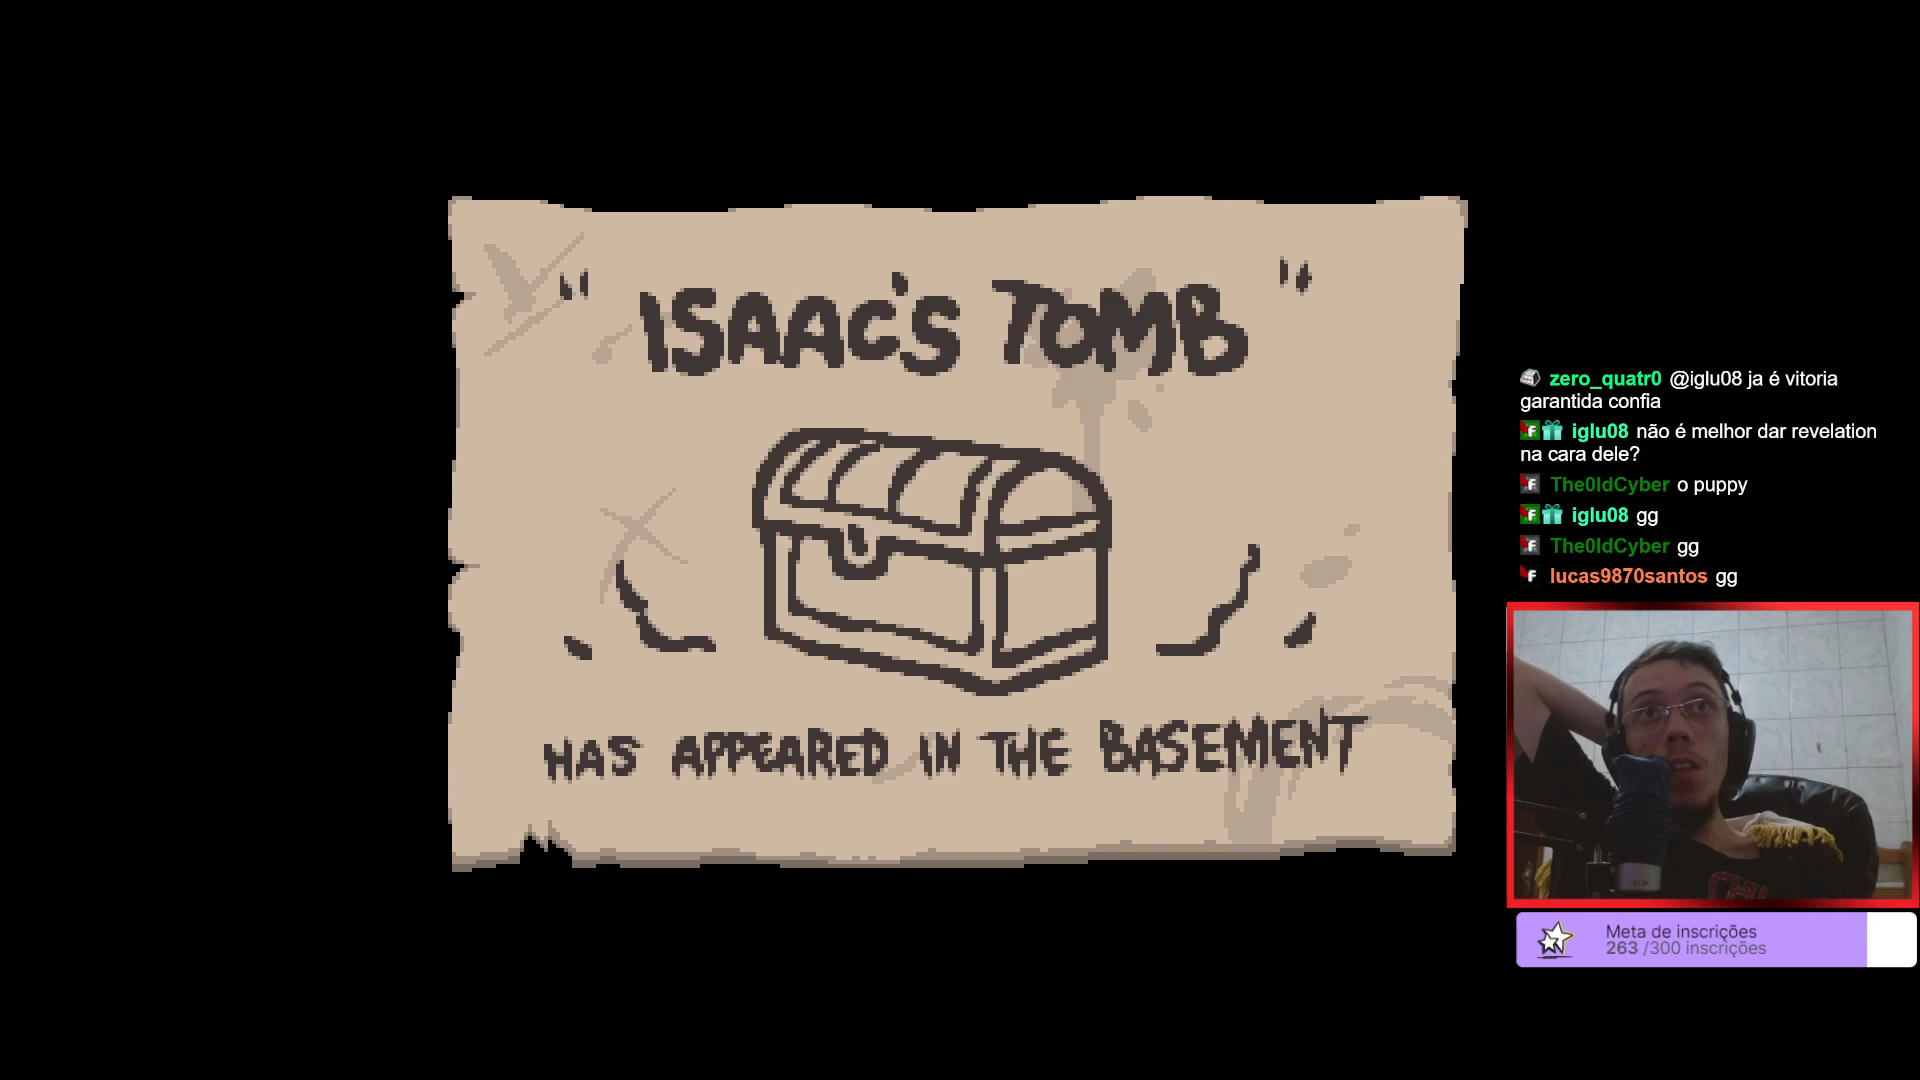 " ISAAC'S TOMB "
HAS APPEARED IN THE BASEMENT
zero_quatr0 @iglu08 ja é vitoria
garantida confia
iglu08 não é melhor dar revelation
na cara dele?
The0ldCyber o puppy
iglu08 gg
The0ldCyber gg
lucas9870santos gg
Meta de inscrições
263 /300 inscrições